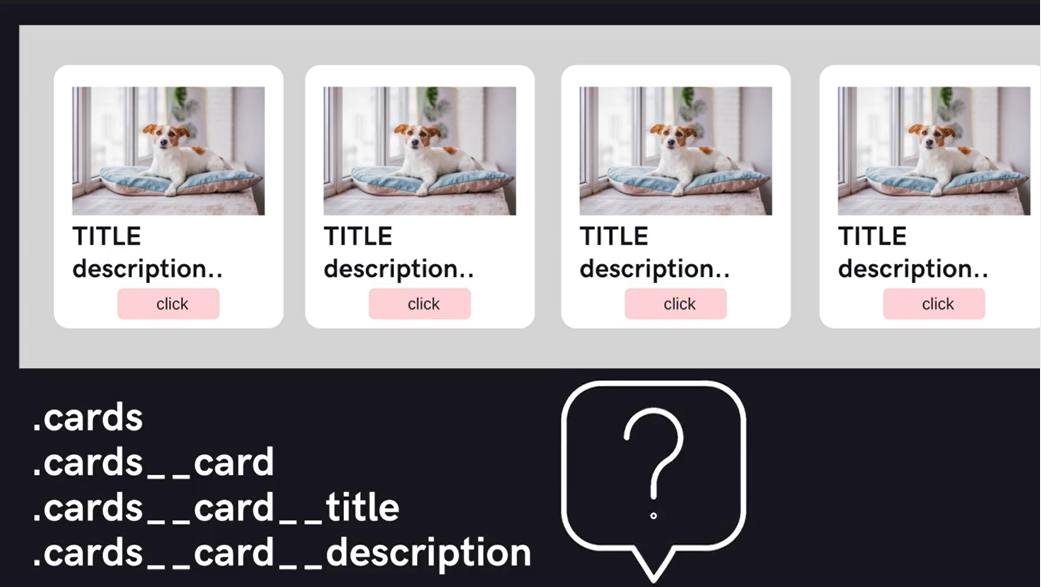 TITLE
description..
click
TITLE
description..
click
TITLE
description..
click
TITLE
description..
click
.cards
.cards__card
.cards__card__title
.cards__card__description
?